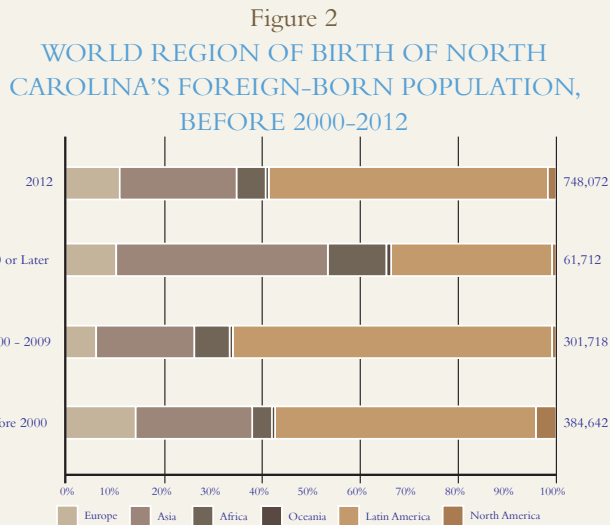 Figure 2
WORLD REGION OF BIRTH OF NORTH
CAROLINA'S FOREIGN-BORN POPULATION,
BEFORE 2000-2012
2012 748,072
or Later 61,712
- 2009 301,718
2000 384,642
0% 10% 20% 30% 40% 50% 60% 70% 80% 90% 100%
Europe Asia Africa Oceania Latin America North America